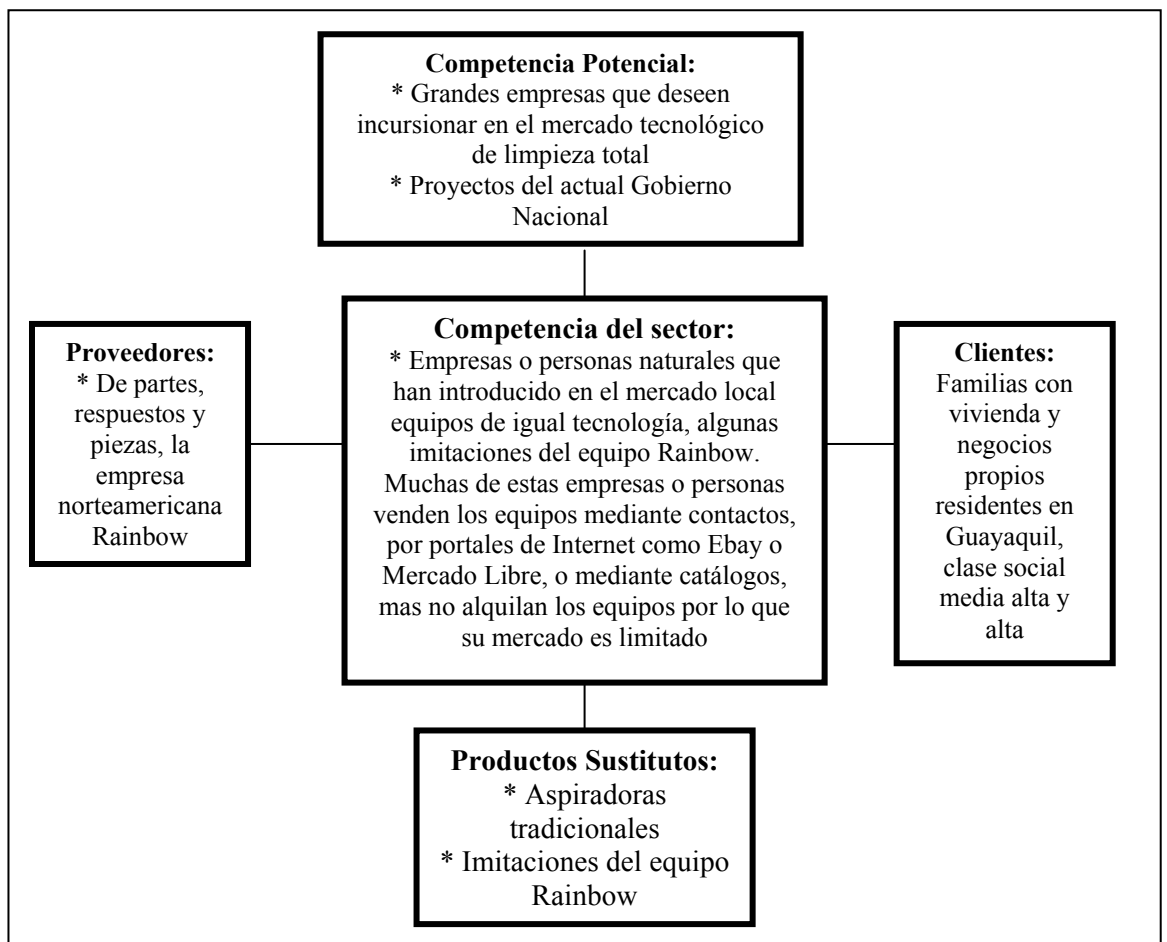 Competencia Potencial:
* Grandes empresas que deseen
incursionar en el mercado tecnológico
de limpieza total
* Proyectos del actual Gobierno
Nacional
Proveedores:
* De partes,
respuestos y
piezas, la
empresa
norteamericana
Rainbow
Competencia del sector:
* Empresas o personas naturales que
han introducido en el mercado local
equipos de igual tecnología, algunas
imitaciones del equipo Rainbow.
Muchas de estas empresas o personas
venden los equipos mediante contactos,
por portales de Internet como Ebay o
Mercado Libre, o mediante catálogos,
mas no alquilan los equipos por lo que
su mercado es limitado
Clientes:
Familias con
vivienda y
negocios
propios
residentes en
Guayaquil,
clase social
media alta y
alta
Productos Sustitutos:
* Aspiradoras
tradicionales
* Imitaciones del equipo
Rainbow